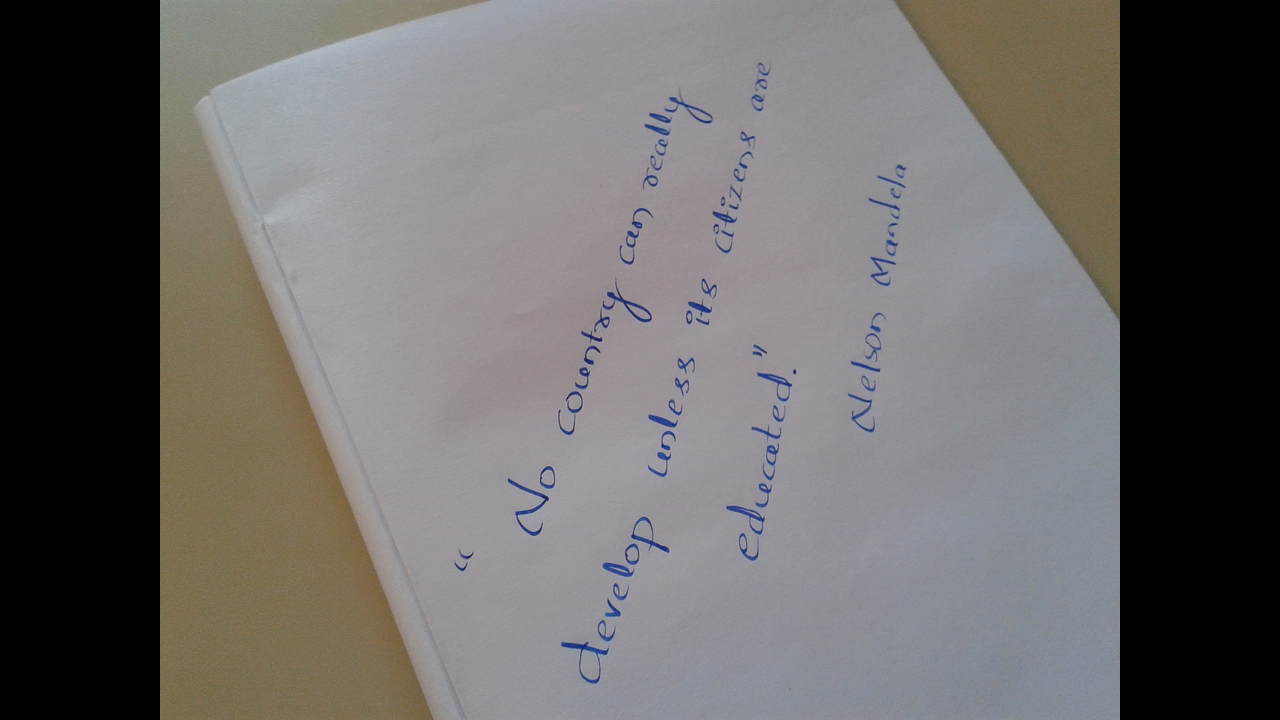 “ No country can really
develop unless its citizens are
educated.”
Nelson Mandela